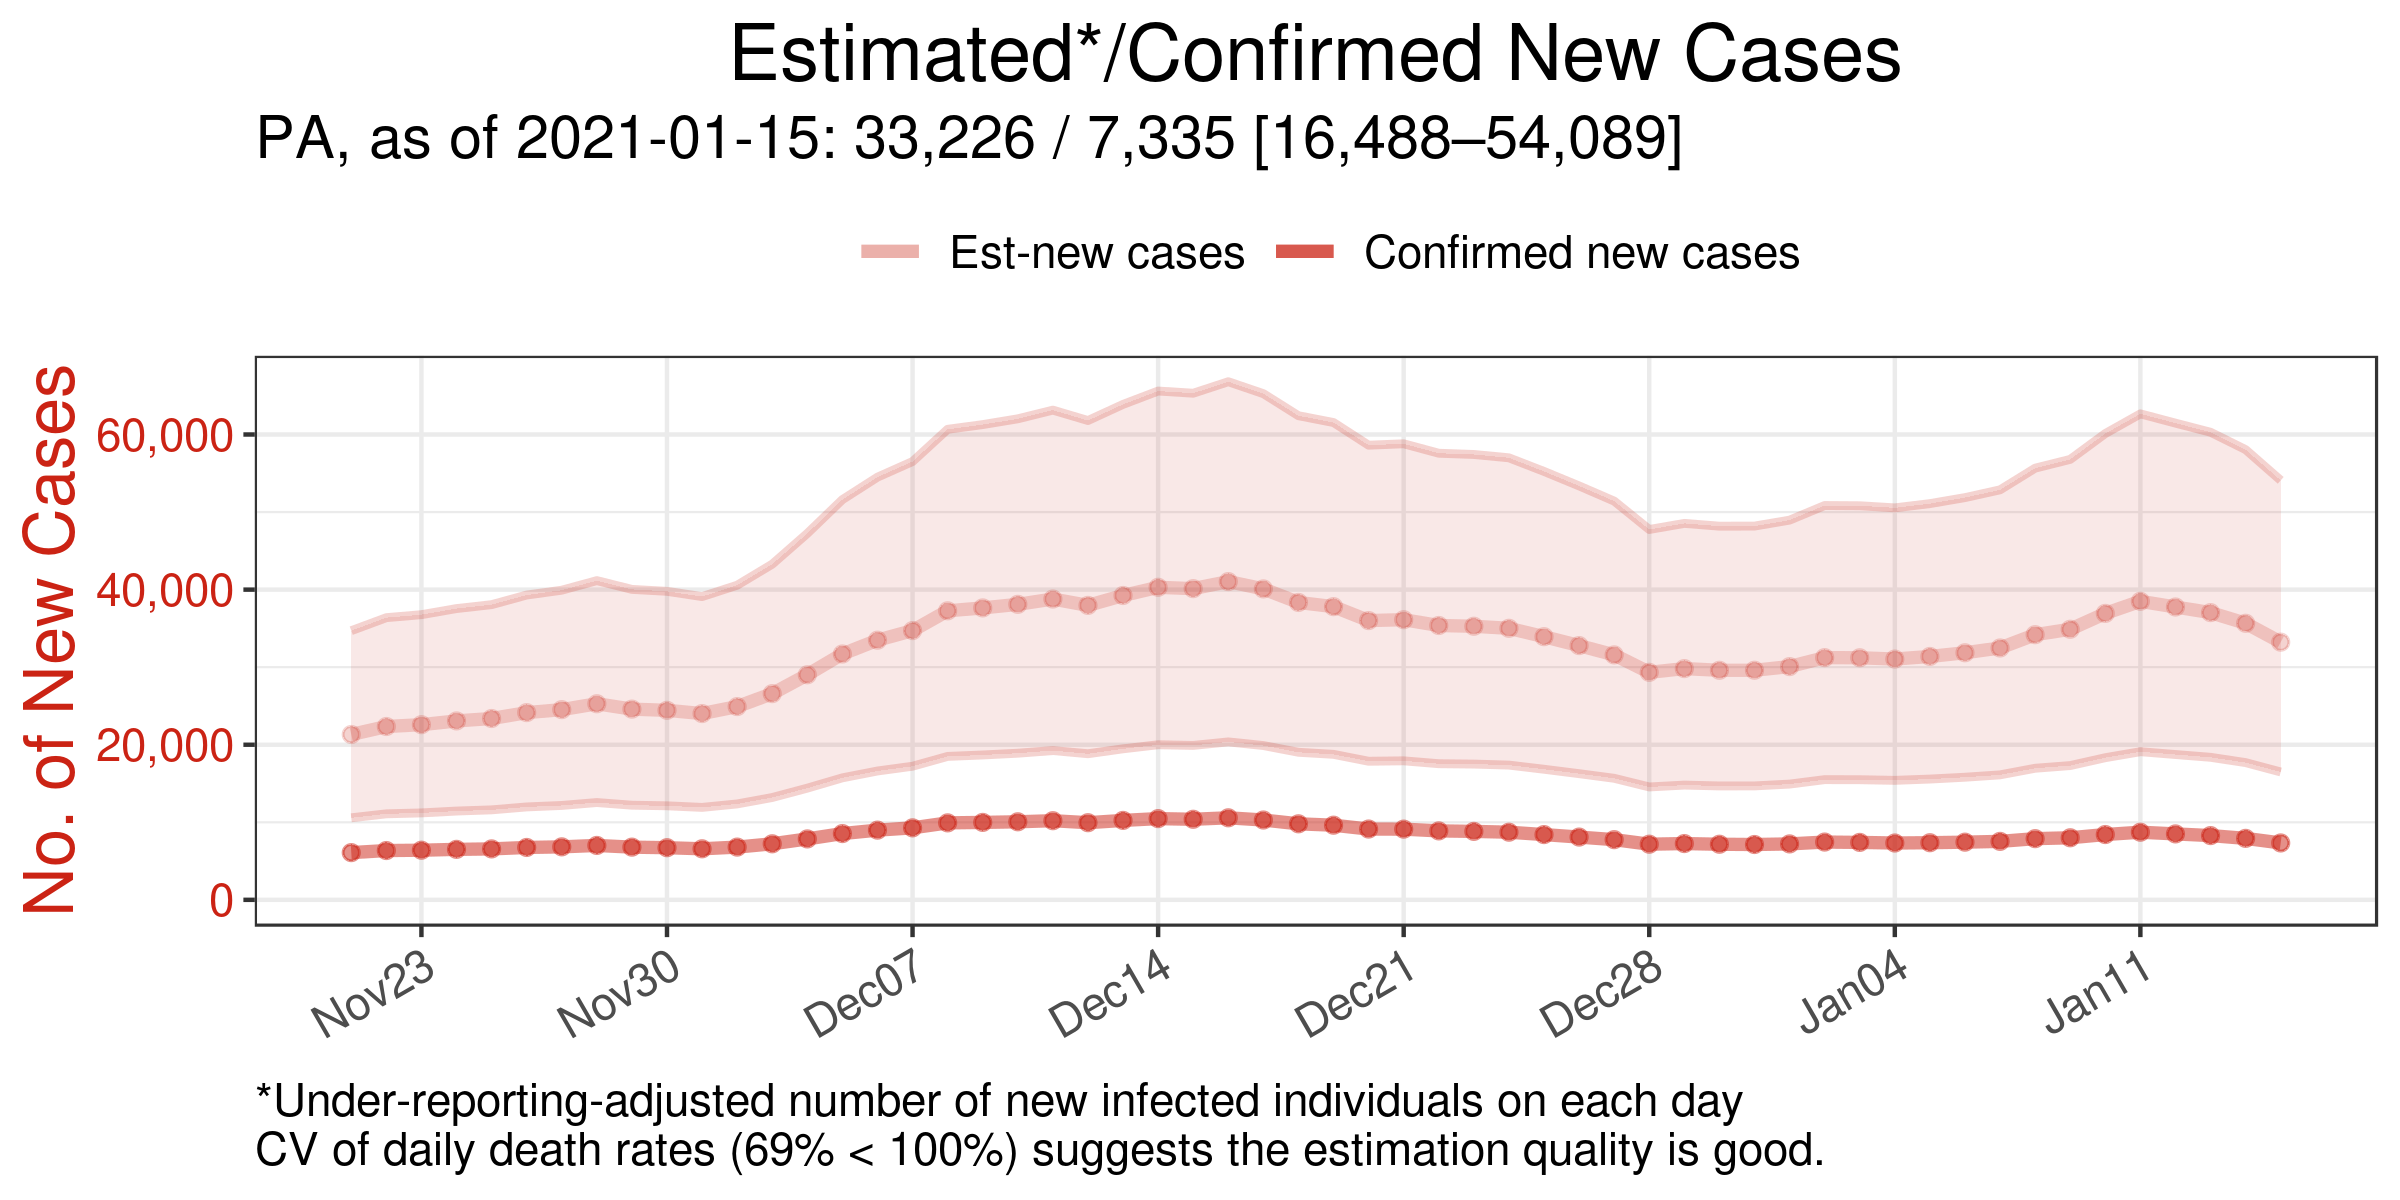 Estimated*/Confirmed New Cases
PA, as of 2021-01-15: 33,226 / 7,335 [16,488–54,089]
Est-new cases Confirmed new cases
No. of New Cases
60,000
40,000
20,000
0
Nov23 Nov30 Dec07 Dec14 Dec21 Dec28 Jan04 Jan11
*Under-reporting-adjusted number of new infected individuals on each day
CV of daily death rates (69% < 100%) suggests the estimation quality is good.